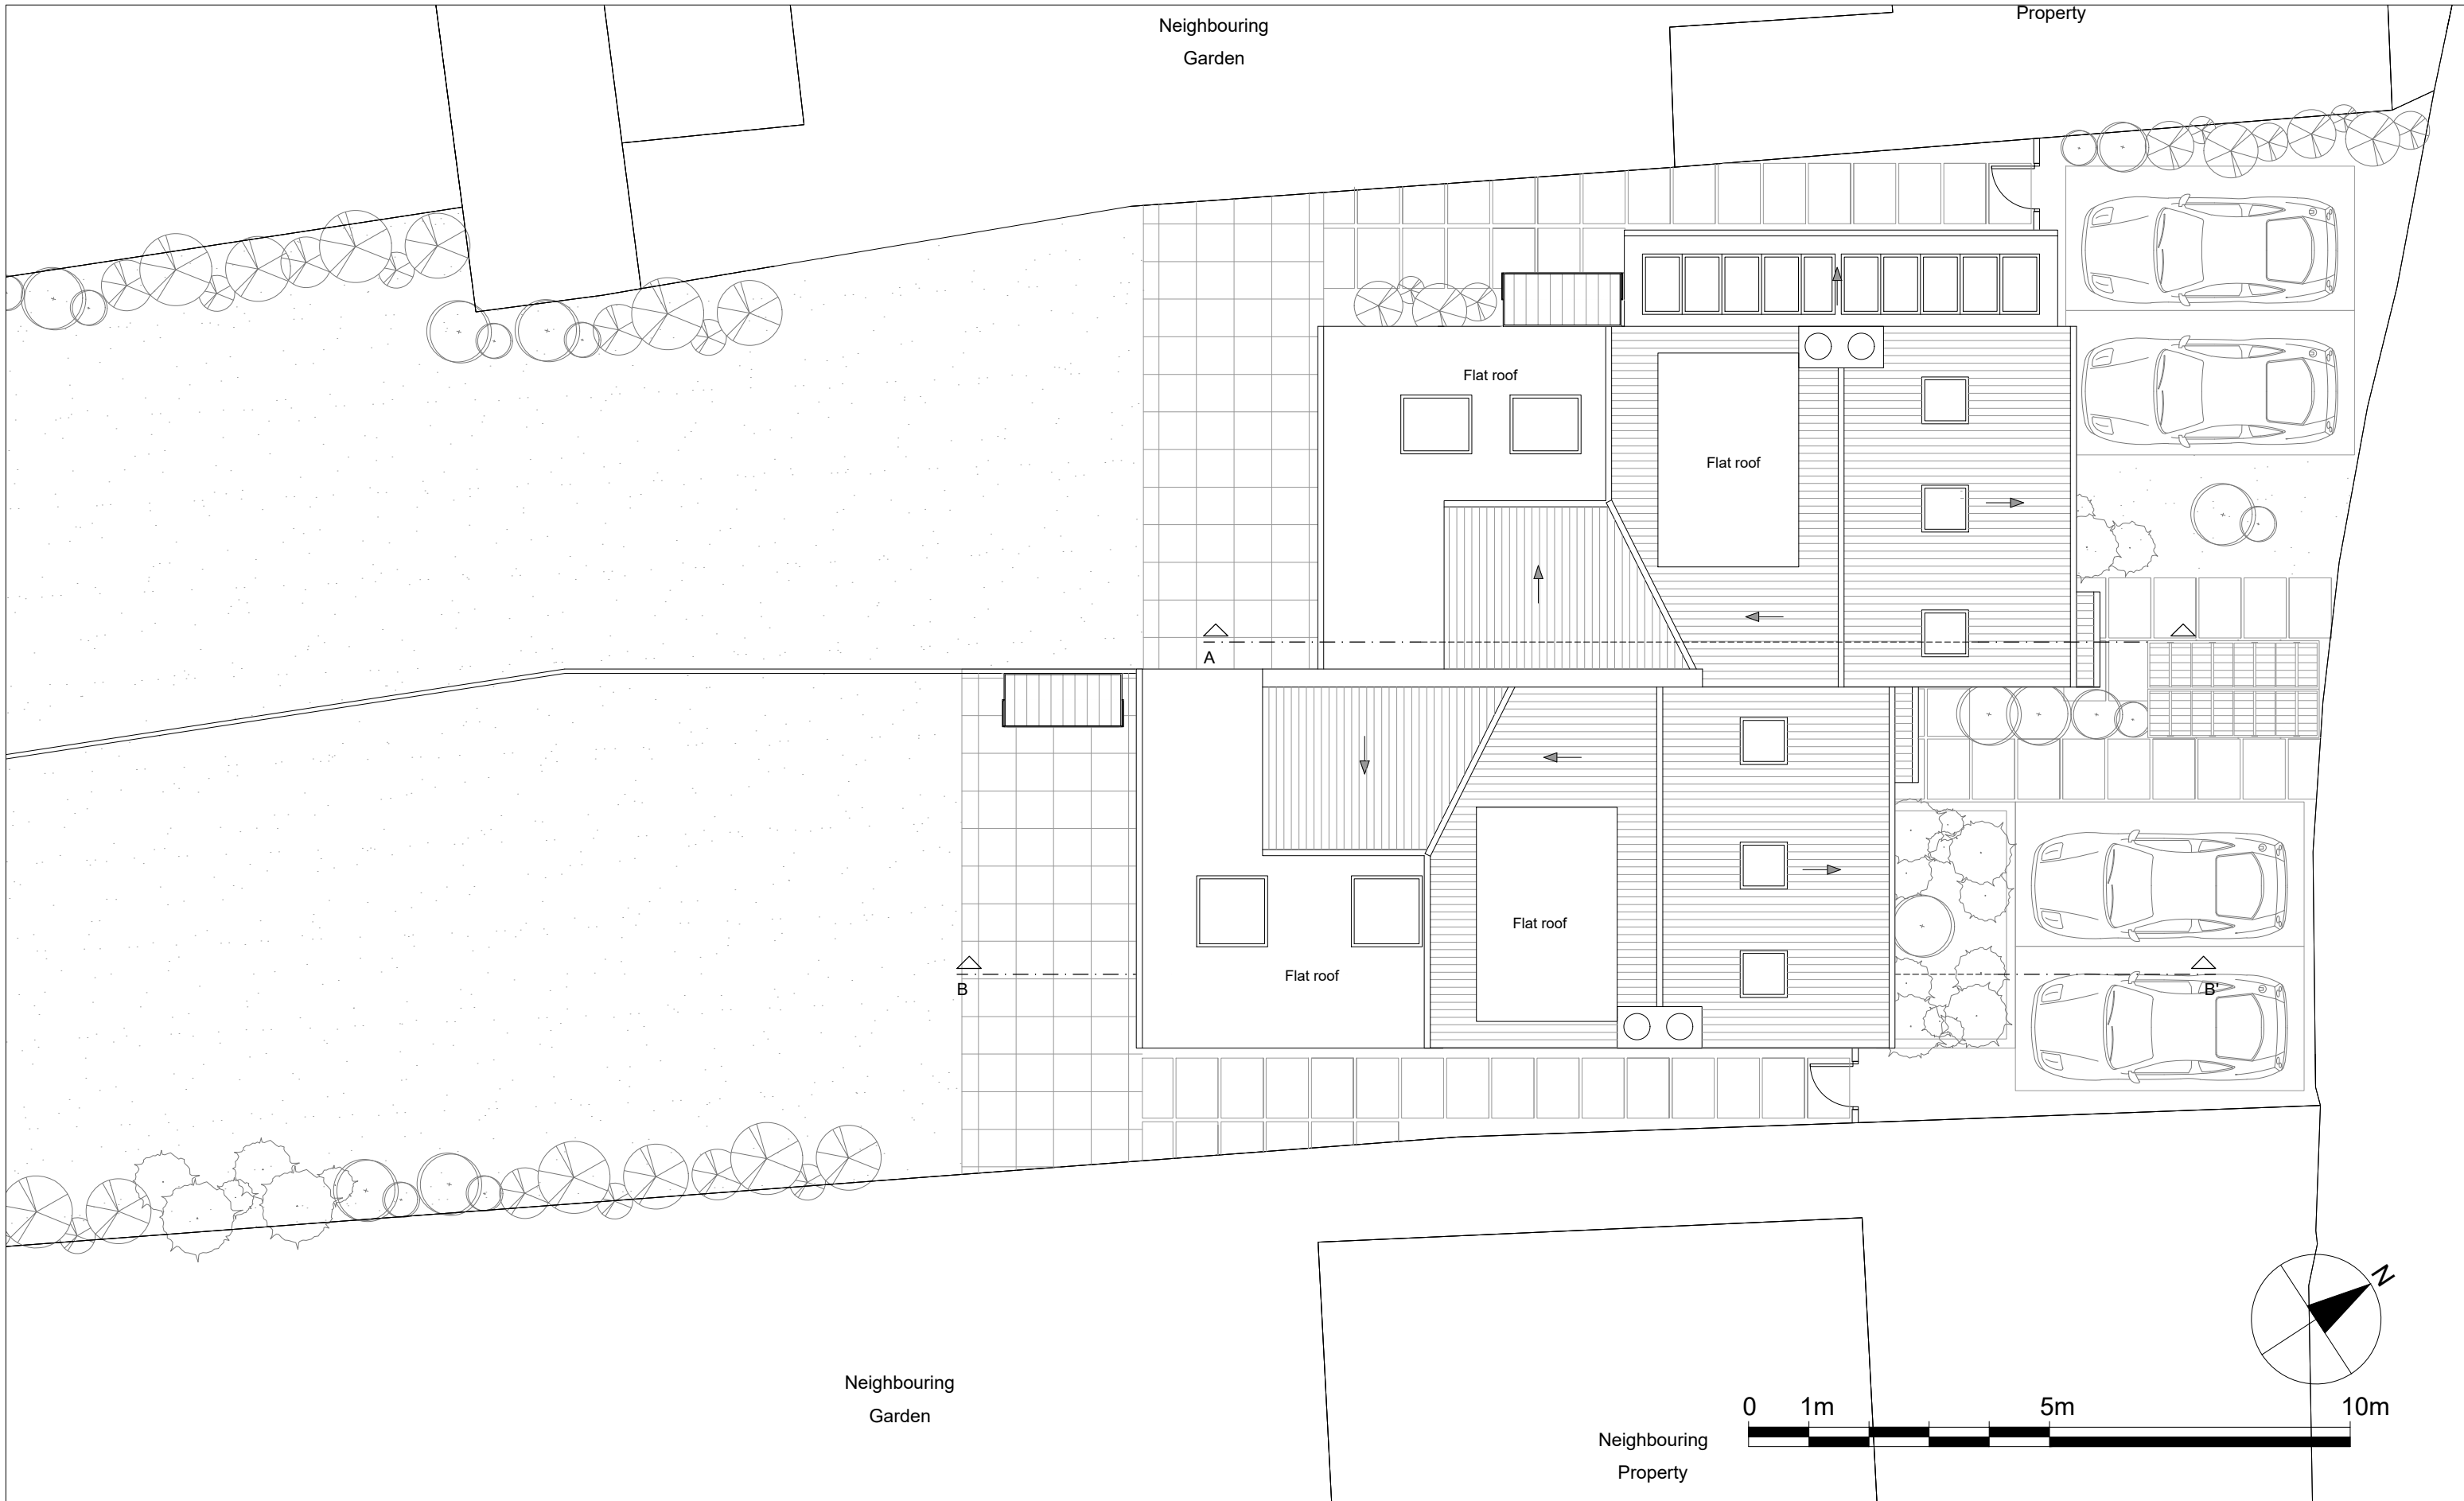 Neighbouring
Garden
Property
Flat roof
Flat roof
A
Flat roof
Flat roof
B
B'
N
Neighbouring
Garden
0 1m 5m 10m
Neighbouring
Property